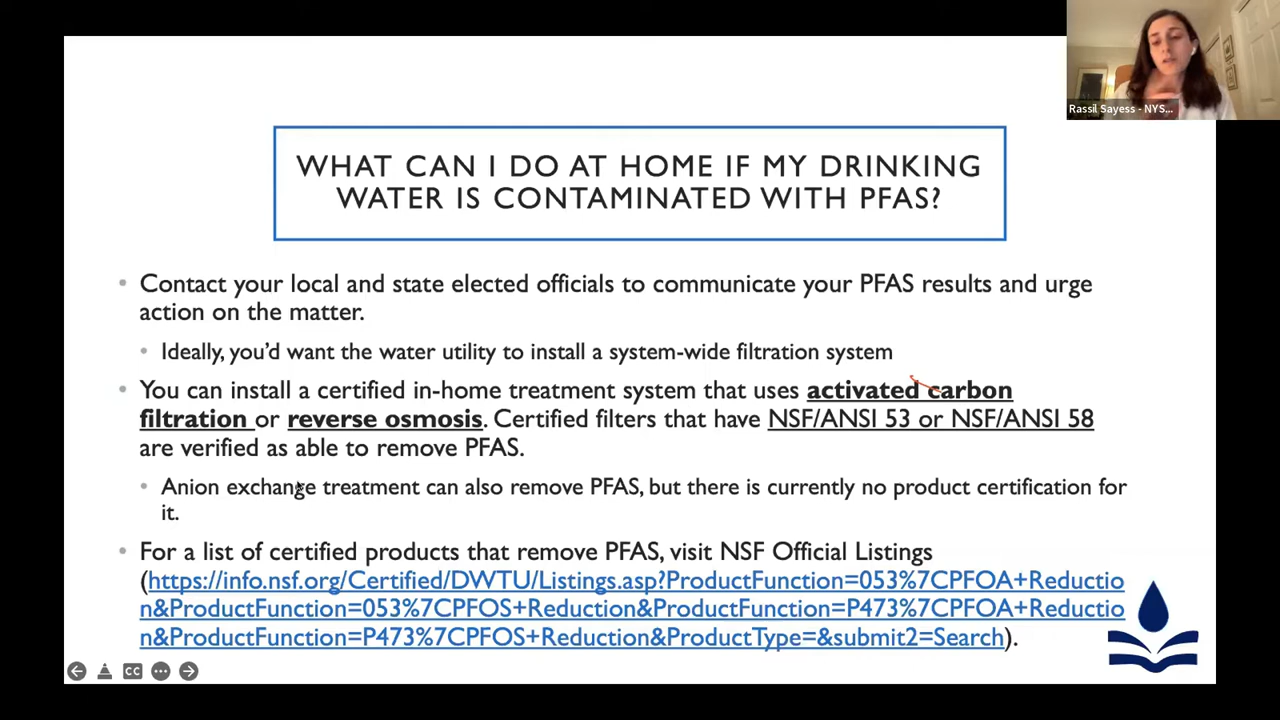 Rassil Sayess - NYS...
WHAT CAN I DO AT HOME IF MY DRINKING
WATER IS CONTAMINATED WITH PFAS?
• Contact your local and state elected officials to communicate your PFAS results and urge
action on the matter.
• Ideally, you'd want the water utility to install a system-wide filtration system
• You can install a certified in-home treatment system that uses activated carbon
filtration or reverse osmosis. Certified filters that have NSF/ANSI 53 or NSF/ANSI 58
are verified as able to remove PFAS.
• Anion exchange treatment can also remove PFAS, but there is currently no product certification for
it.
• For a list of certified products that remove PFAS, visit NSF Official Listings
(https://info.nsf.org/Certified/DWTU/Listings.asp?ProductFunction=053%7CPFOA+Reductio
n&ProductFunction=053%7CPFOS+Reduction&ProductFunction=P473%7CPFOA+Reductio
n&ProductFunction=P473%7CPFOS+Reduction&ProductType=&submit2=Search).
CC